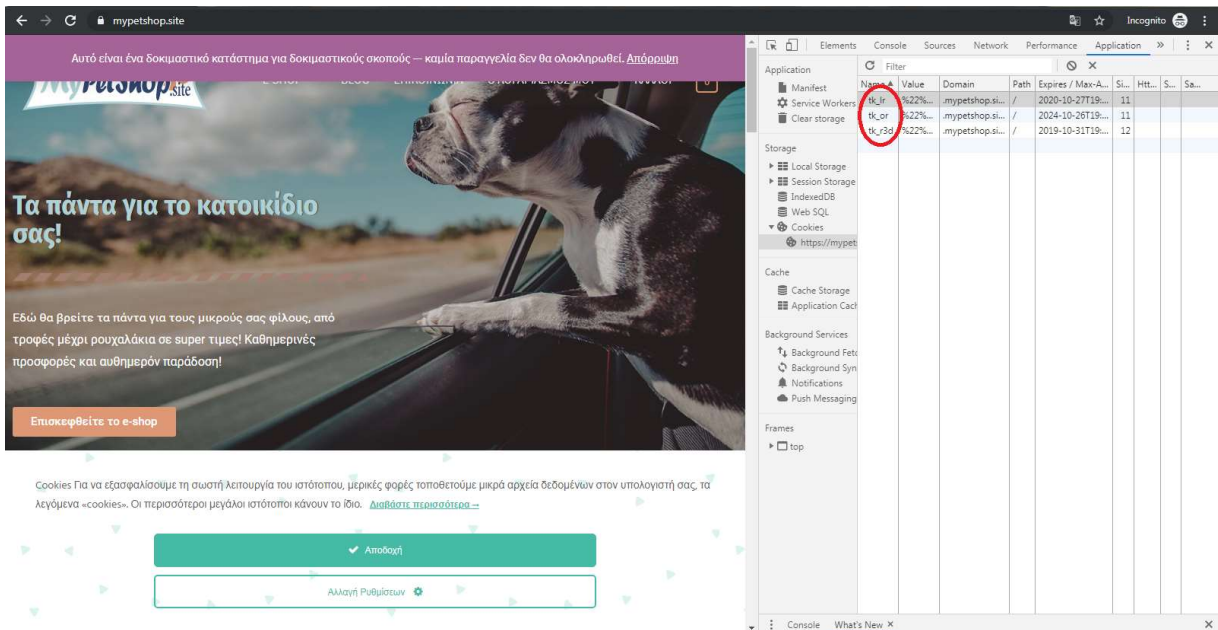 mypetshop.site
Incognito
Αυτό είναι ένα δοκιμαστικό κατάστημα για δοκιμαστικούς σκοπούς — καμία παραγγελία δεν θα ολοκληρωθεί. Απόρριψη
MyPetshop.site
Τα πάντα για το κατοικίδιο
σας!
Εδώ θα βρείτε τα πάντα για τους μικρούς σας φίλους, από
τροφές μέχρι ρουχαλάκια σε super τιμες! Καθημερινές
προσφορές και αυθημερόν παράδοση!
Επισκεφθείτε το e-shop
Cookies Για να εξασφαλίσουμε τη σωστή λειτουργία του ιστότοπου, μερικές φορές τοποθετούμε μικρά αρχεία δεδομένων στον υπολογιστή σας, τα
λεγόμενα «cookies». Οι περισσότεροι μεγάλοι ιστότοποι κάνουν το ίδιο. Διαβάστε περισσότερα →
Αποδοχή
Αλλαγή Ρυθμίσεων
Elements Console Sources Network Performance Application »
Application
Manifest
Service Workers
Clear storage
Storage
Local Storage
Session Storage
IndexedDB
Web SQL
Cookies
https://mypet
Cache
Cache Storage
Application Cach
Background Services
Background Fetc
Background Syn
Notifications
Push Messaging
Frames
top
Filter
Name Value Domain Path Expires / Max-A... Si... Htt... S... Sa...
tk_lr %22%... .mypetshop.si... / 2020-10-27T19:... 11
tk_or %22%... .mypetshop.si... / 2024-10-26T19:... 11
tk_r3d %22%... .mypetshop.si... / 2019-10-31T19:... 12
Console What's New ×